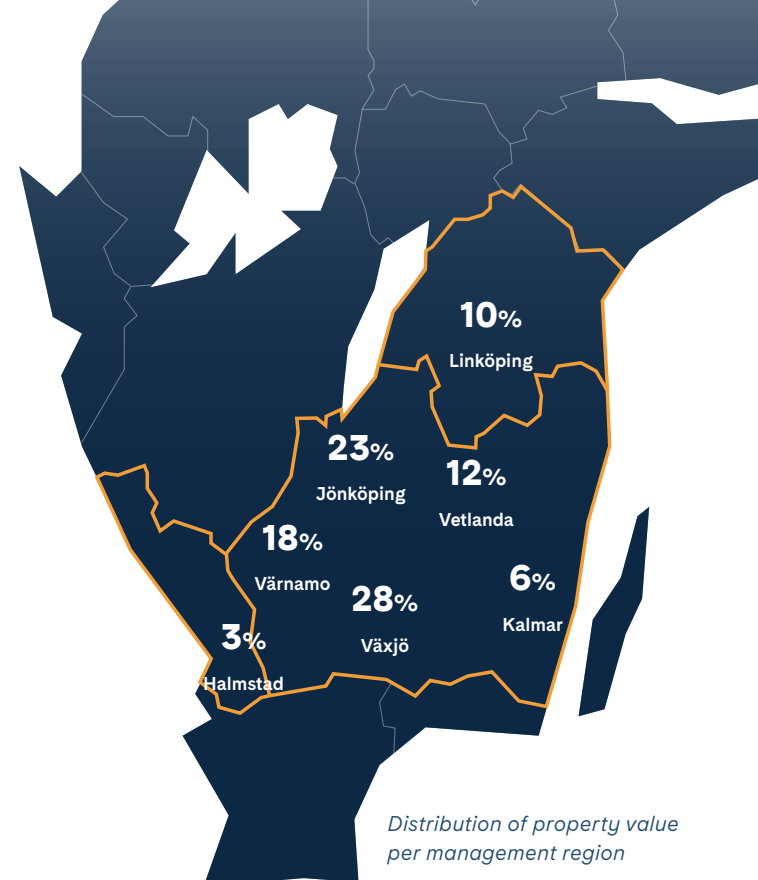 10%
Linköping
23%
Jönköping
12%
Vetlanda
18%
Värnamo
28%
Växjö
6%
Kalmar
3%
Halmstad
Distribution of property value
per management region